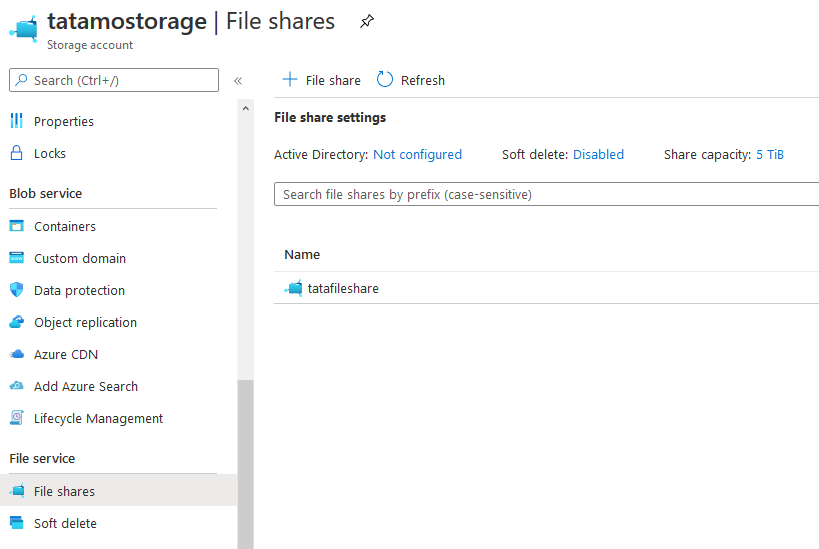 tatamostorage | File shares
Storage account
Search (Ctrl+/)
«
Properties
Locks
Blob service
Containers
Custom domain
Data protection
Object replication
Azure CDN
Add Azure Search
Lifecycle Management
File service
File shares
Soft delete
File share
Refresh
File share settings
Active Directory: Not configured Soft delete: Disabled Share capacity: 5 TiB
Search file shares by prefix (case-sensitive)
Name
tatafileshare